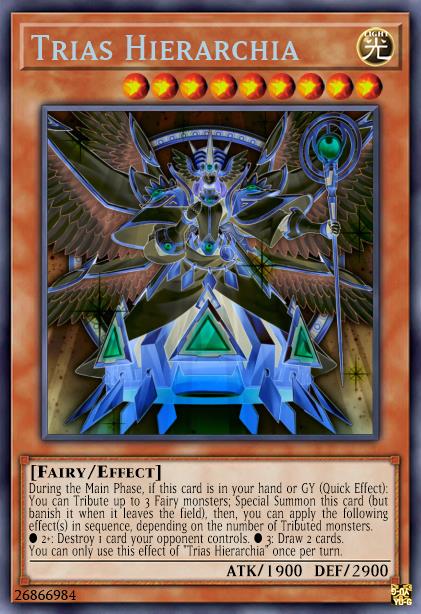 TRIAS HIERARCHIA
LIGHT
光
[FAIRY/EFFECT]
During the Main Phase, if this card is in your hand or GY (Quick Effect):
You can Tribute up to 3 Fairy monsters; Special Summon this card (but
banish it when it leaves the field), then, you can apply the following
effect(s) in sequence, depending on the number of Tributed monsters.
● 2+: Destroy 1 card your opponent controls. ● 3: Draw 2 cards.
You can only use this effect of "Trias Hierarchia" once per turn.
ATK/1900 DEF/2900
26866984